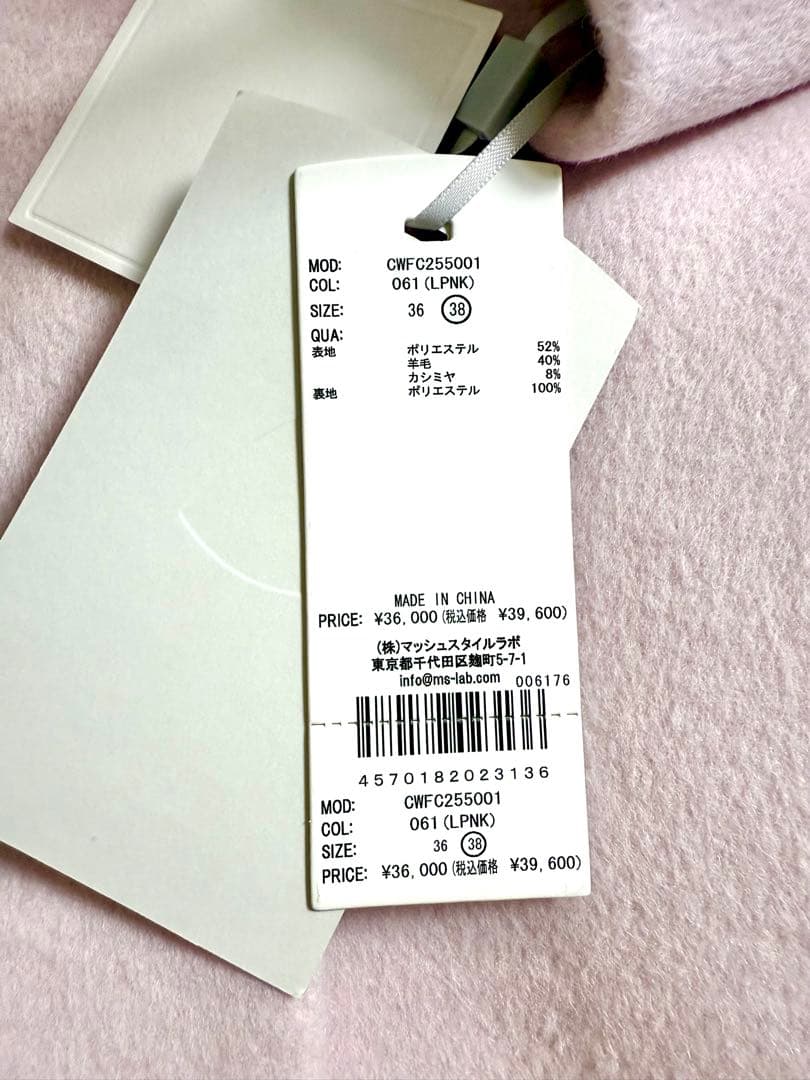 MOD: CWFC255001
COL: 061(LPNK)
SIZE: 36 38
QUA:
表地 ポリエステル 52%
羊毛 40%
カシミヤ 8%
裏地 ポリエステル 100%
MADE IN CHINA
PRICE: ¥36,000(税込価格 ¥39,600)
(株)マッシュスタイルラボ
東京都千代田区麹町5-7-1
info@ms-lab.com 006176
4570182023136
MOD: CWFC255001
COL: 061(LPNK)
SIZE: 36 38
PRICE: ¥36,000(税込価格 ¥39,600)